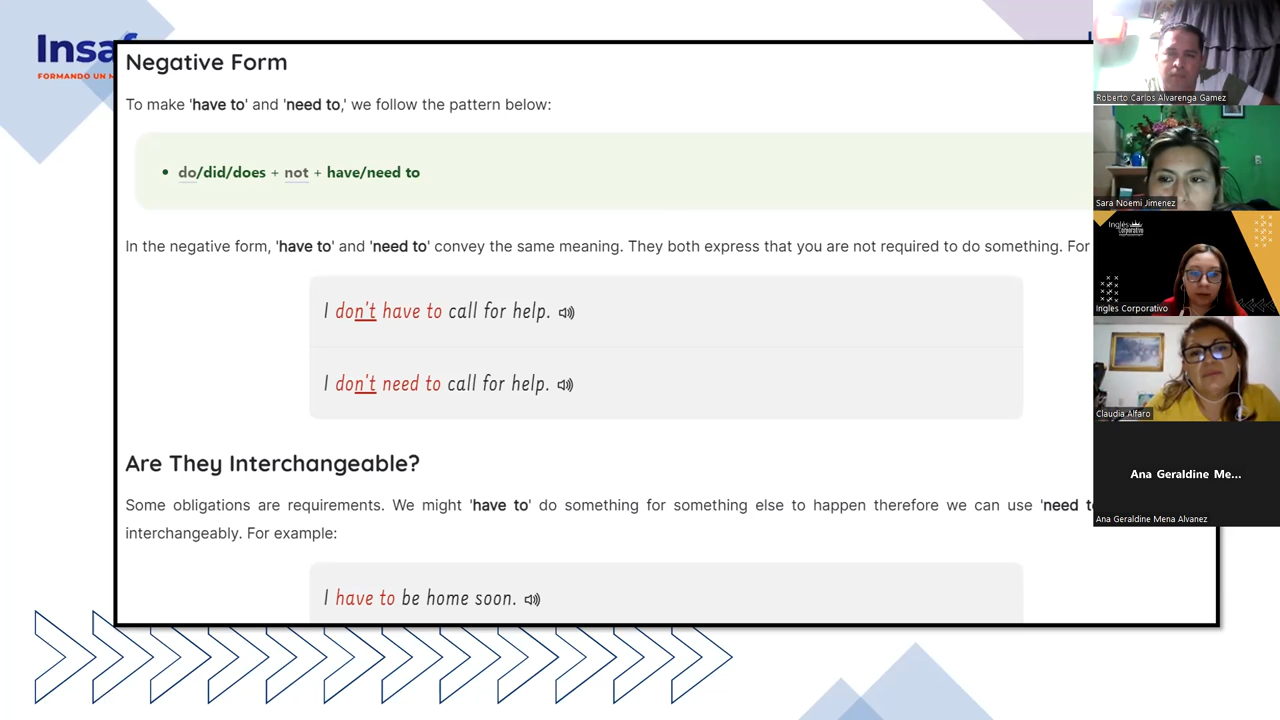 Insaf
FORMANDO UN
Negative Form
To make 'have to' and 'need to,' we follow the pattern below:
• do/did/does + not + have/need to
In the negative form, 'have to' and 'need to' convey the same meaning. They both express that you are not required to do something. For
I don't have to call for help.
I don't need to call for help.
Are They Interchangeable?
Some obligations are requirements. We might 'have to' do something for something else to happen therefore we can use 'need
interchangeably. For example:
I have to be home soon.
Roberto Carlos Alvarenga Gamez
Sara Noemi Jimenez
Inglés
Corporativo
Ingles Corporativo
Claudia Alfaro
Ana Geraldine Me...
Ana Geraldine Mena Alvanez